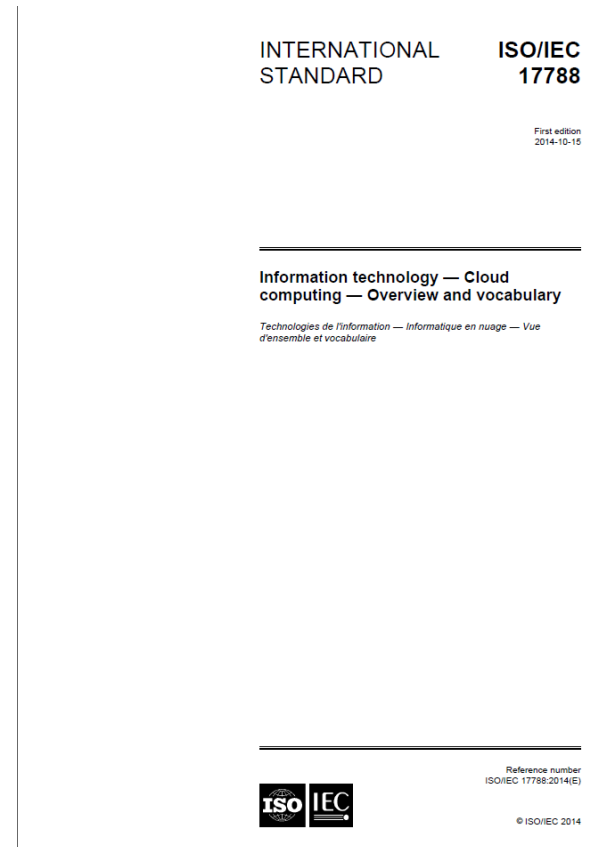 INTERNATIONAL ISO/IEC
STANDARD 17788
First edition
2014-10-15
Information technology — Cloud
computing — Overview and vocabulary
Technologies de l'information — Informatique en nuage — Vue
d'ensemble et vocabulaire
Reference number
ISO/IEC 17788:2014(E)
ISO IEC
© ISO/IEC 2014